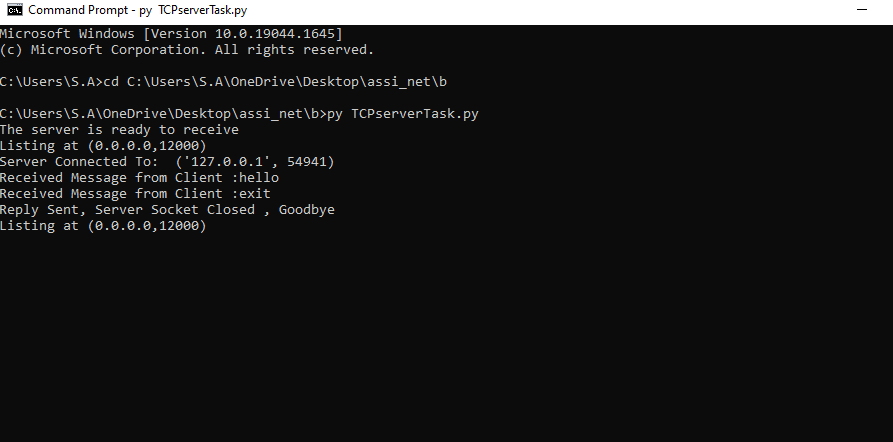 Command Prompt - py  TCPserverTask.py
Microsoft Windows [Version 10.0.19044.1645]
(c) Microsoft Corporation. All rights reserved.
C:\Users\S.A>cd C:\Users\S.A\OneDrive\Desktop\assi_net\b
C:\Users\S.A\OneDrive\Desktop\assi_net\b>py TCPserverTask.py
The server is ready to receive
Listing at (0.0.0.0,12000)
Server Connected To:  ('127.0.0.1', 54941)
Received Message from Client :hello
Received Message from Client :exit
Reply Sent, Server Socket Closed , Goodbye
Listing at (0.0.0.0,12000)